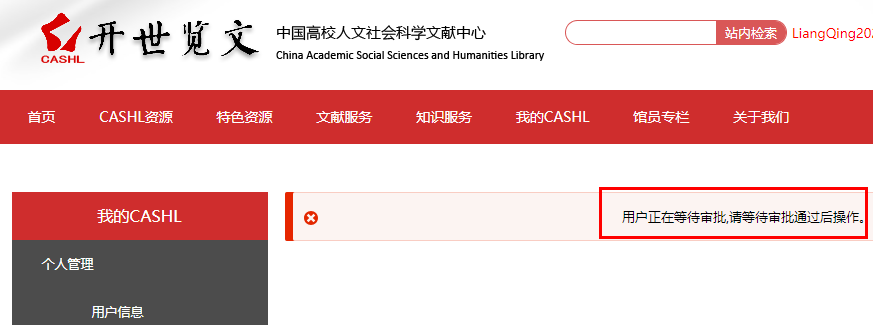 CASHL
开世览文
中国高校人文社会科学文献中心
China Academic Social Sciences and Humanities Library
站内检索
LiangQing202
首页 CASHL资源 特色资源 文献服务 知识服务 我的CASHL 馆员专栏 关于我们
我的CASHL
用户正在等待审批,请等待审批通过后操作。
个人管理
用户信息